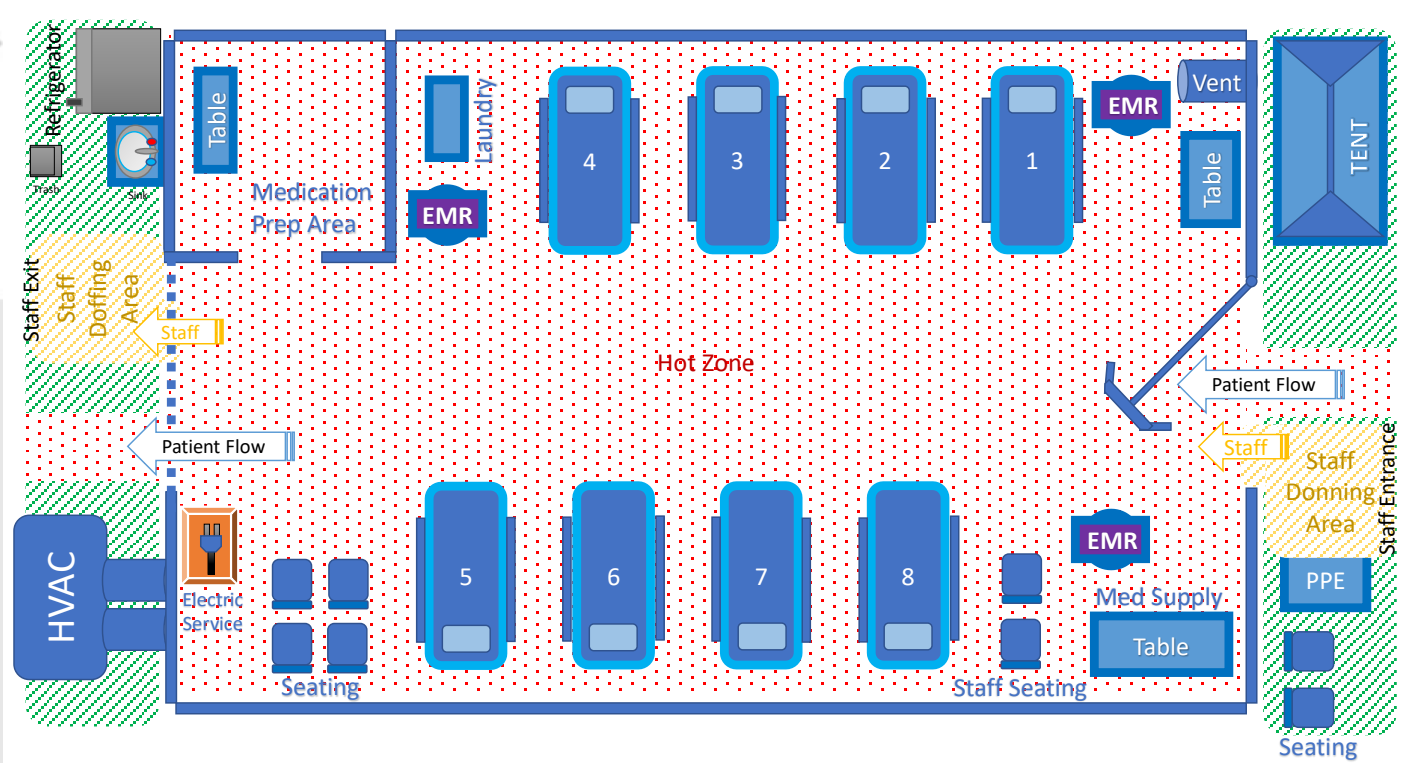 Refrigerator
Trash
Sink
Table
Medication
Prep Area
Laundry
EMR
4
3
2
1
EMR
Vent
Table
TENT
Staff Exit
Staff
Doffing
Area
Staff
Hot Zone
Patient Flow
Patient Flow
Staff
Staff
Donning
Area
Staff Entrance
HVAC
Electric
Service
Seating
5
6
7
8
Staff Seating
EMR
Med Supply
Table
PPE
Seating